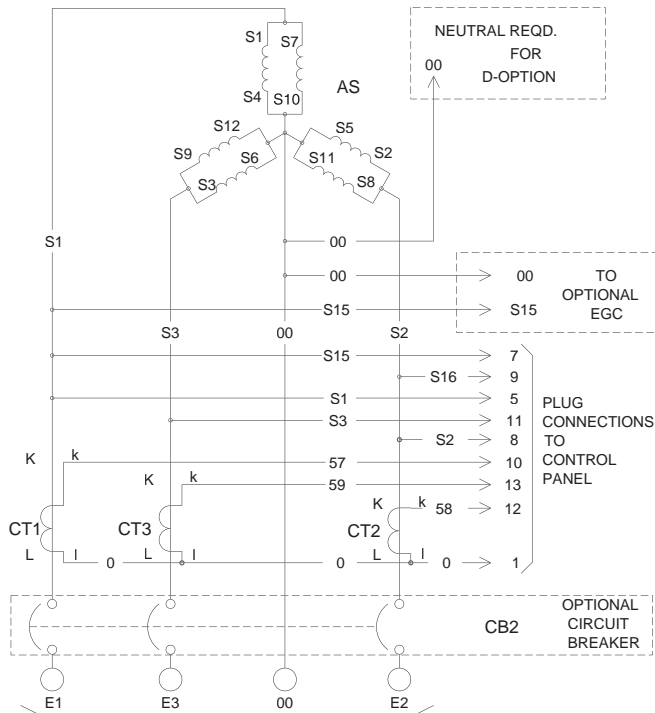 NEUTRAL REQD.
FOR
D-OPTION
00
S1 S7
S4 S10
AS
S12
S9
S6
S3
S5
S2
S11
S8
S1
00
00
00 TO
OPTIONAL
EGC
S15
S15
S3
00
S2
S15
7
S16
9
S1
5
S3
11
S2
8
57
10
59
13
58
12
0
0
0
1
PLUG
CONNECTIONS
TO
CONTROL
PANEL
K k
K k
K k
CT1
CT3
CT2
L l
L l
L l
OPTIONAL
CIRCUIT
BREAKER
CB2
E1
E3
00
E2